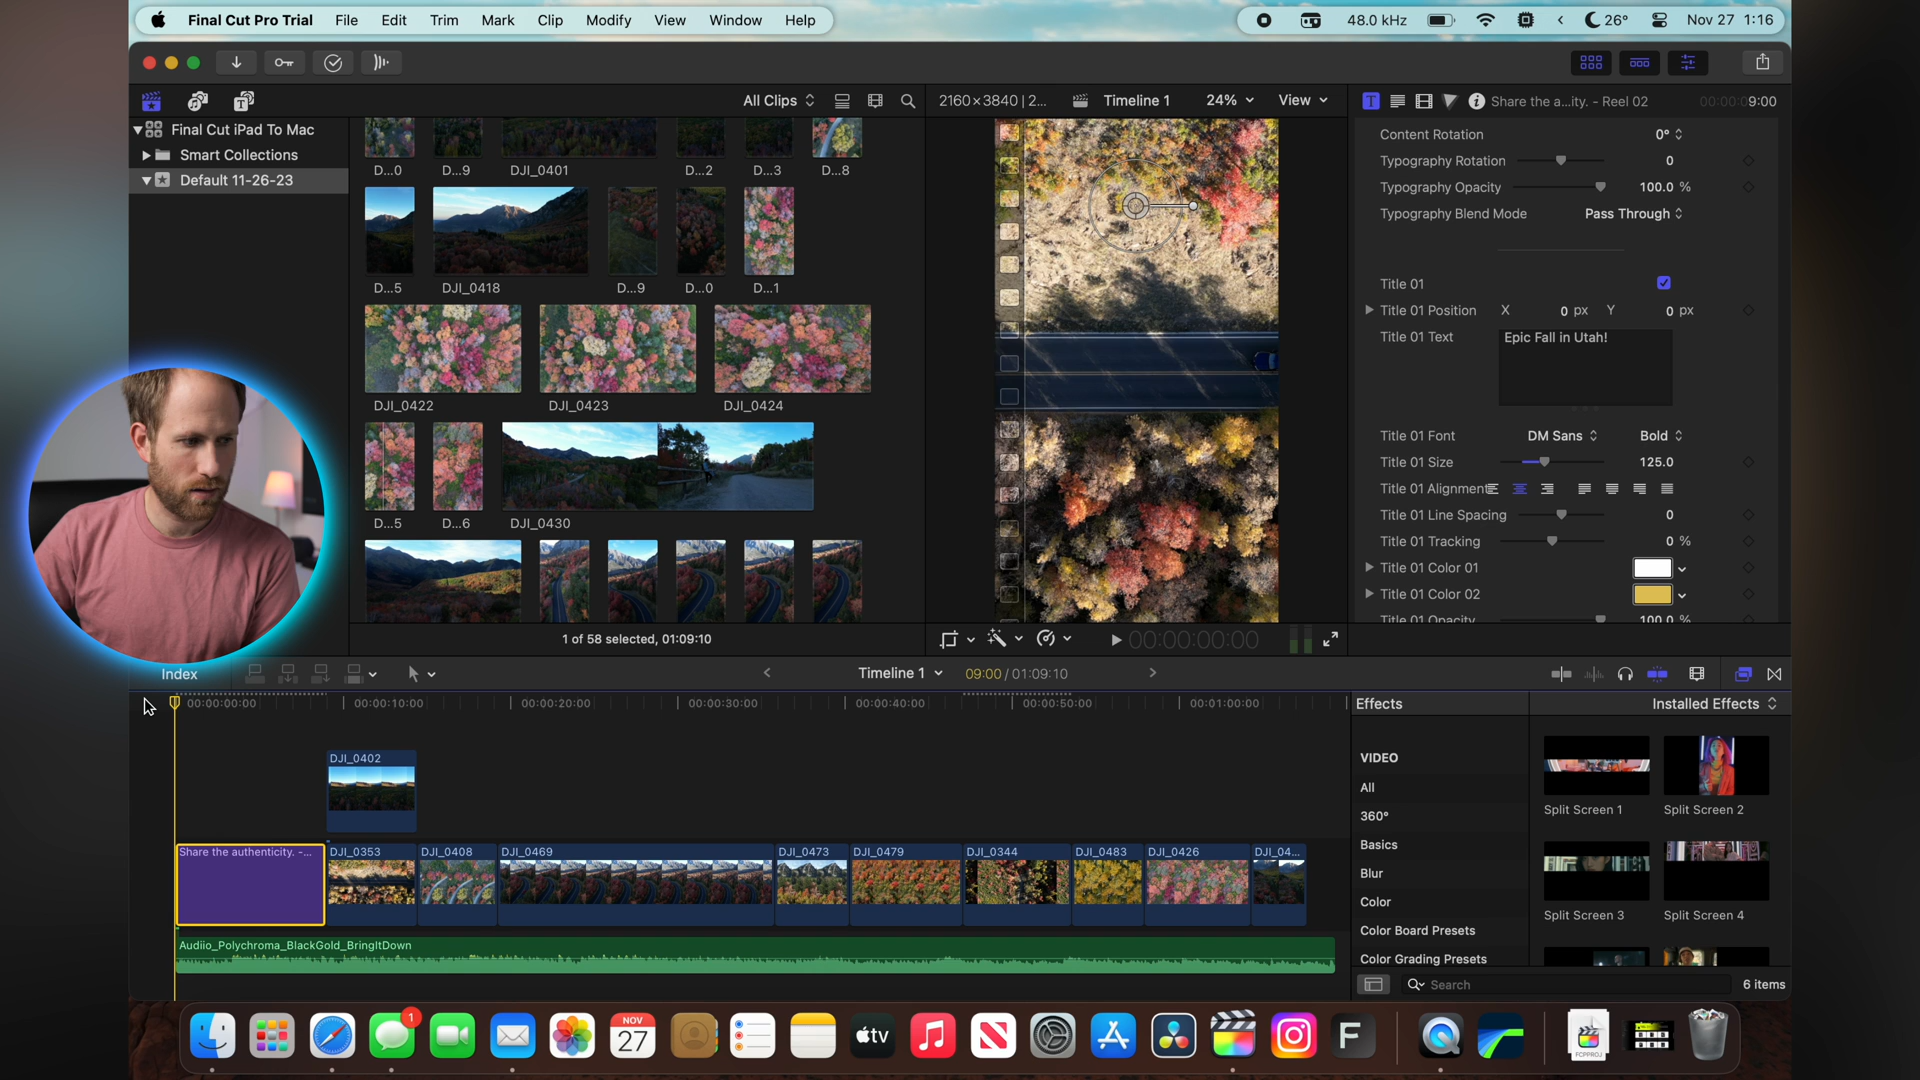 Final Cut Pro Trial File Edit Trim Mark Clip Modify View Window Help
48.0 kHz 26° Nov 27 1:16
All Clips
2160×3840 | 2...
Timeline 1
24%
View
Share the a...ity. - Reel 02
00:00:09:00
Final Cut iPad To Mac
Smart Collections
Default 11-26-23
D...0 D...9 DJI_0401 D...2 D...3 D...8
D...5 DJI_0418 D...9 D...0 D...1
DJI_0422 DJI_0423 DJI_0424
D...5 D...6 DJI_0430
1 of 58 selected, 01:09:10
00:00:00:00
Content Rotation 0°
Typography Rotation 0
Typography Opacity 100.0 %
Typography Blend Mode Pass Through
Title 01
Title 01 Position X 0 px Y 0 px
Title 01 Text Epic Fall in Utah!
Title 01 Font DM Sans Bold
Title 01 Size 125.0
Title 01 Alignment
Title 01 Line Spacing 0
Title 01 Tracking 0 %
Title 01 Color 01
Title 01 Color 02
Title 01 Opacity 100.0 %
Index
Timeline 1
09:00 / 01:09:10
00:00:00:00 00:00:10:00 00:00:20:00 00:00:30:00 00:00:40:00 00:00:50:00 00:01:00:00
DJI_0402
Share the authenticity. -... DJI_0353 DJI_0408 DJI_0469 DJI_0473 DJI_0479 DJI_0344 DJI_0483 DJI_0426 DJI_04...
Audiio_Polychroma_BlackGold_BringItDown
Effects
Installed Effects
VIDEO
All
360°
Basics
Blur
Color
Color Board Presets
Color Grading Presets
Split Screen 1 Split Screen 2
Split Screen 3 Split Screen 4
Search
6 items
1
NOV
27
tv
F
FCPPROJ